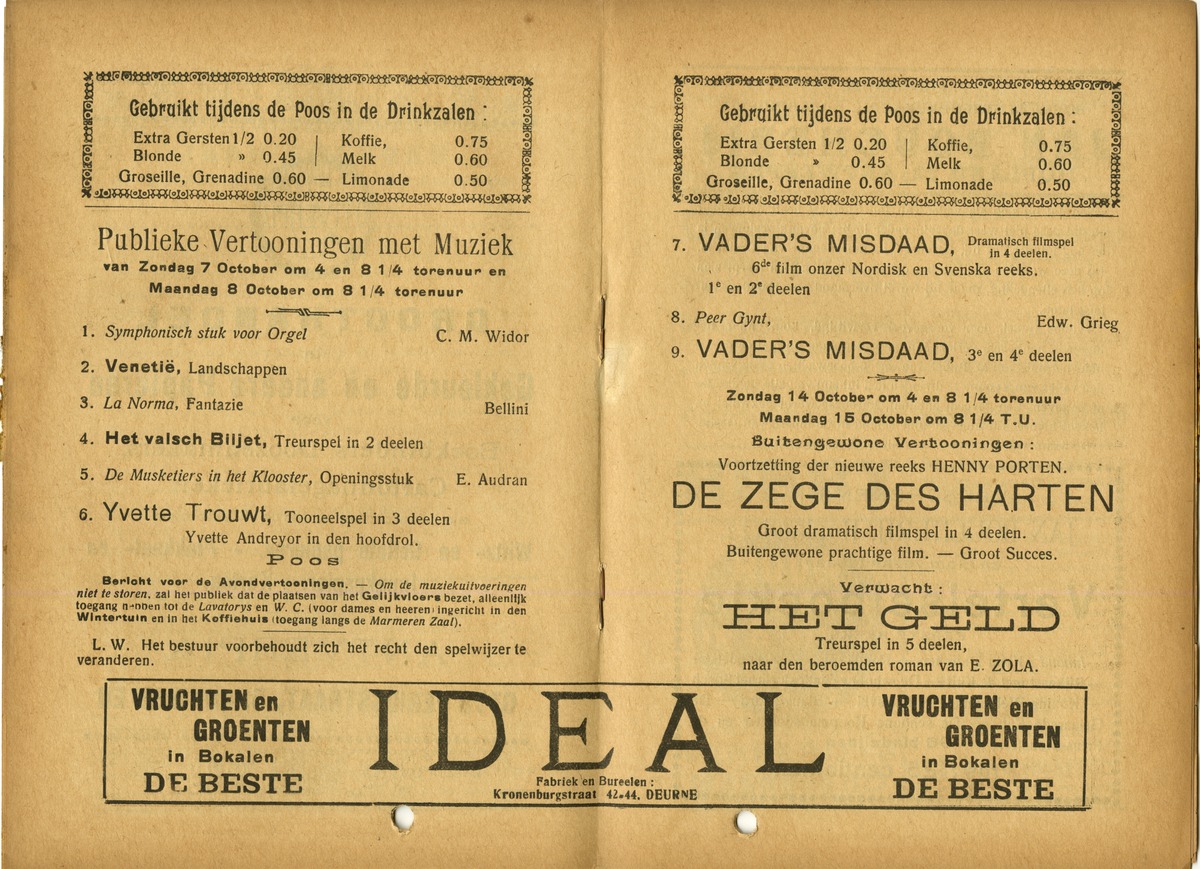 Gebruikt tijdens de Poos in de Drinkzalen :
Extra Gersten 1/2 0.20 | Koffie, 0.75
Blonde » 0.45 | Melk 0.60
Groseille, Grenadine 0.60 — Limonade 0.50
Publieke Vertooningen met Muziek
van Zondag 7 October om 4 en 8 1/4 torenuur en
Maandag 8 October om 8 1/4 torenuur
1. Symphonisch stuk voor Orgel C. M. Widor
2. Venetië, Landschappen
3. La Norma, Fantazie Bellini
4. Het valsch Biljet, Treurspel in 2 deelen
5. De Musketiers in het Klooster, Openingsstuk E. Audran
6. Yvette Trouwt, Tooneelspel in 3 deelen
Yvette Andreyor in den hoofdrol.
Poos
Bericht voor de Avondvertooningen. — Om de muziekuitvoeringen
niet te storen, zal het publiek dat de plaatsen van het Gelijkvloers bezet, alleenlijk
toegang hebben tot de Lavatorys en W. C. (voor dames en heeren) ingericht in den
Wintertuin en in het Koffiehuis (toegang langs de Marmeren Zaal).
L. W. Het bestuur voorbehoudt zich het recht den spelwijzer te
veranderen.
Gebruikt tijdens de Poos in de Drinkzalen :
Extra Gersten 1/2 0.20 | Koffie, 0.75
Blonde » 0.45 | Melk 0.60
Groseille, Grenadine 0.60 — Limonade 0.50
7. VADER'S MISDAAD, Dramatisch filmspel
in 4 deelen.
6de film onzer Nordisk en Svenska reeks.
1e en 2e deelen
8. Peer Gynt, Edw. Grieg
9. VADER'S MISDAAD, 3e en 4e deelen
Zondag 14 October om 4 en 8 1/4 torenuur
Maandag 15 October om 8 1/4 T.U.
Buitengewone Vertooningen :
Voortzetting der nieuwe reeks HENNY PORTEN.
DE ZEGE DES HARTEN
Groot dramatisch filmspel in 4 deelen.
Buitengewone prachtige film. — Groot Succes.
Verwacht :
HET GELD
Treurspel in 5 deelen,
naar den beroemden roman van E. ZOLA.
VRUCHTEN en
GROENTEN
in Bokalen
DE BESTE
IDEAL
Fabriek en Bureelen :
Kronenburgstraat 42-44, DEURNE
VRUCHTEN en
GROENTEN
in Bokalen
DE BESTE